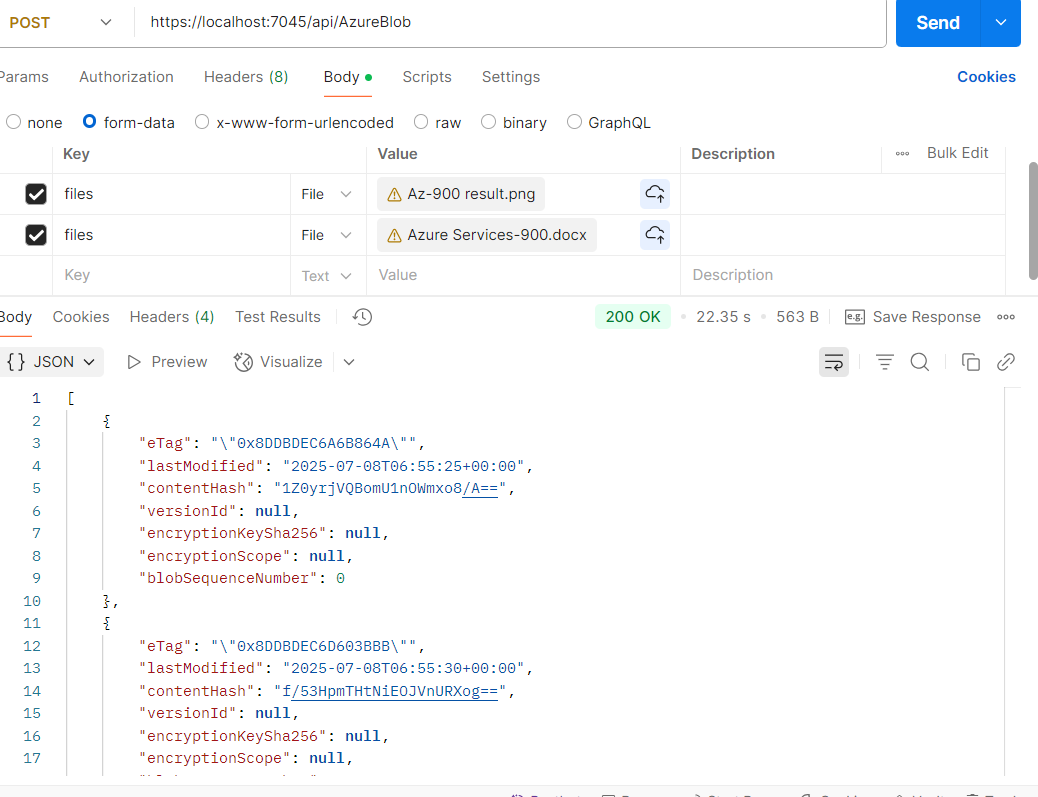 POST https://localhost:7045/api/AzureBlob Send
Params Authorization Headers (8) Body Scripts Settings Cookies
none form-data x-www-form-urlencoded raw binary GraphQL
Key Value Description Bulk Edit
files File Az-900 result.png
files File Azure Services-900.docx
Key Text Value Description
Body Cookies Headers (4) Test Results 200 OK 22.35 s 563 B e.g. Save Response
{} JSON Preview Visualize
1 [
2 {
3 "eTag": "\"0x8DDBDEC6A6B864A\"",
4 "lastModified": "2025-07-08T06:55:25+00:00",
5 "contentHash": "1Z0yrjVQBomU1nOWmxo8/A==",
6 "versionId": null,
7 "encryptionKeySha256": null,
8 "encryptionScope": null,
9 "blobSequenceNumber": 0
10 },
11 {
12 "eTag": "\"0x8DDBDEC6D603BBB\"",
13 "lastModified": "2025-07-08T06:55:30+00:00",
14 "contentHash": "f/53HpmTHtNiEOJVnURXog==",
15 "versionId": null,
16 "encryptionKeySha256": null,
17 "encryptionScope": null,